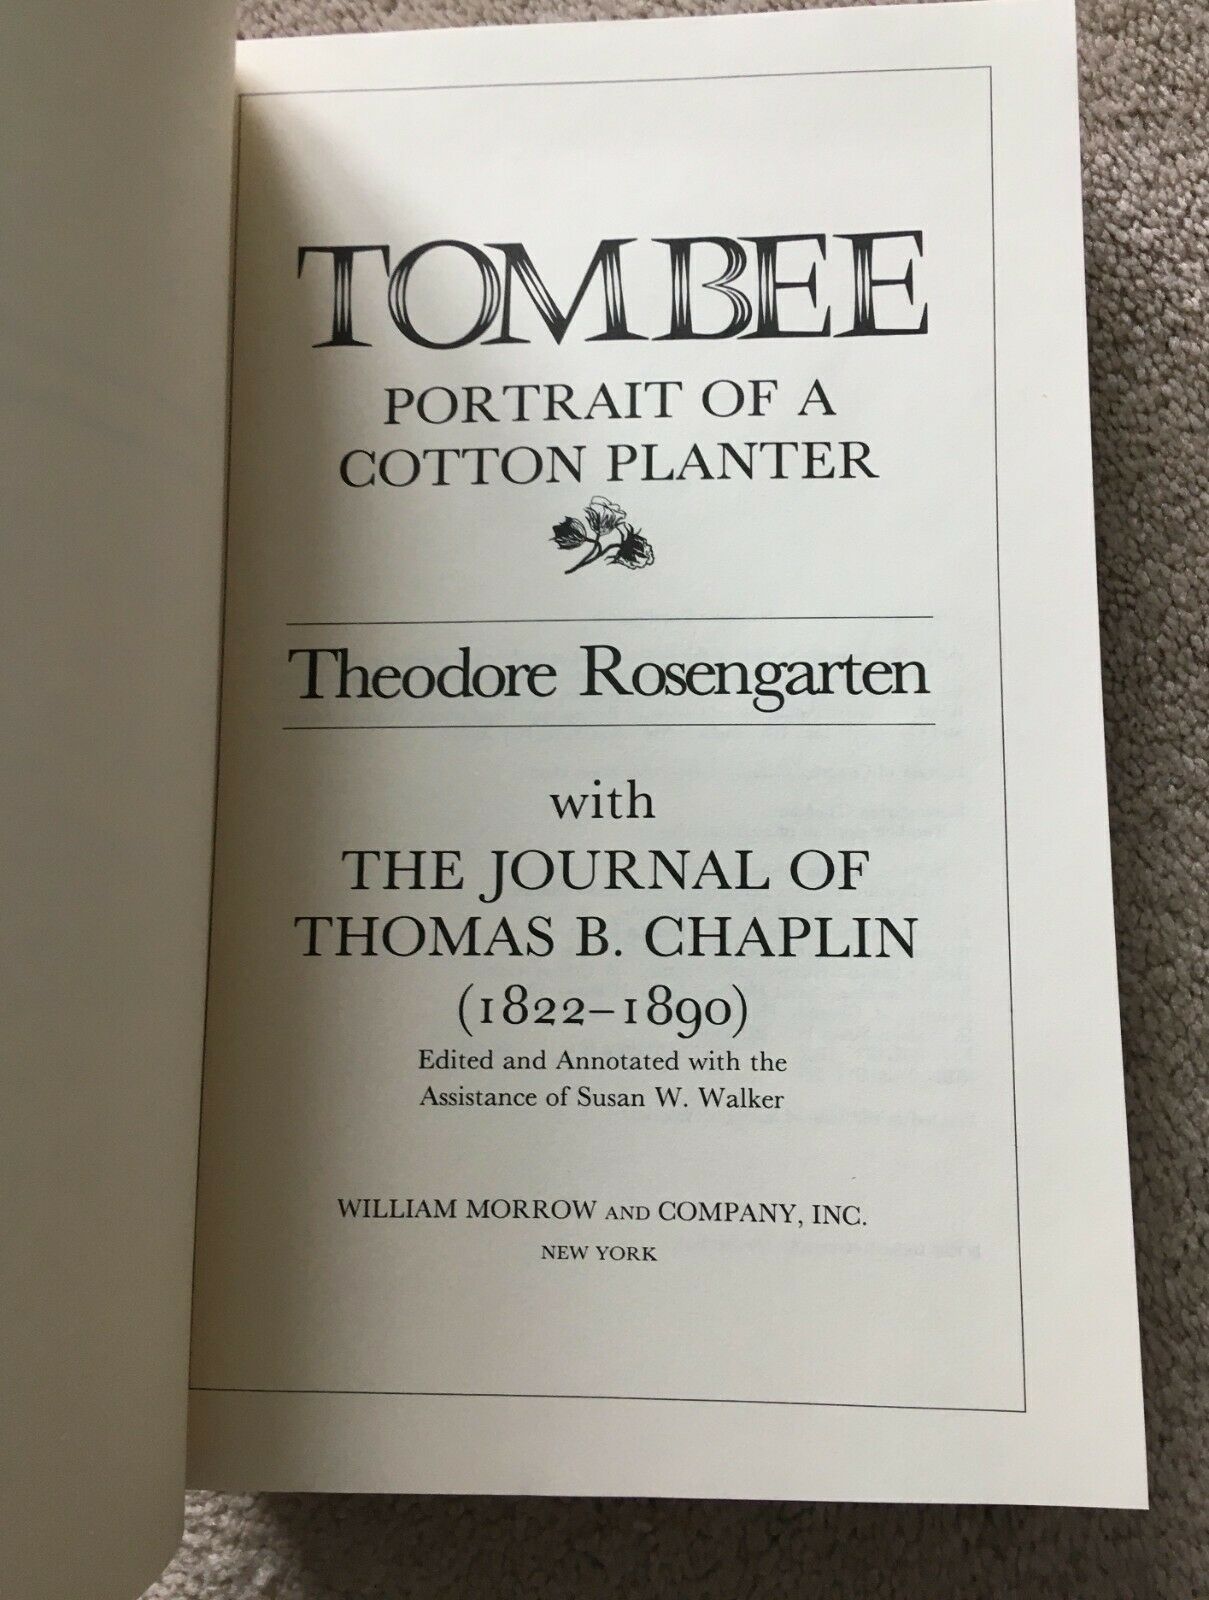 TOMBEE
PORTRAIT OF A
COTTON PLANTER
Theodore Rosengarten
with
THE JOURNAL OF
THOMAS B. CHAPLIN
(1822–1890)
Edited and Annotated with the
Assistance of Susan W. Walker
WILLIAM MORROW AND COMPANY, INC.
NEW YORK